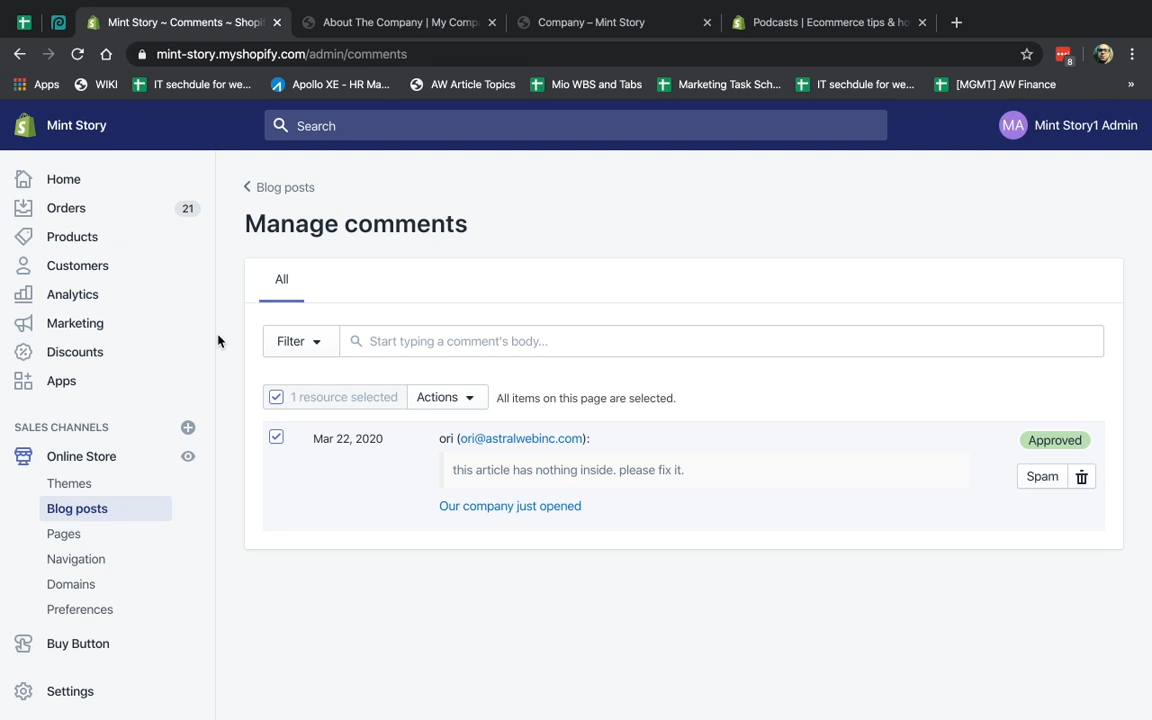 Mint Story ~ Comments ~ Shopi
About The Company | My Comp
Company – Mint Story
Podcasts | Ecommerce tips & ho
mint-story.myshopify.com/admin/comments
8
Apps
WIKI
IT sechdule for we...
Apollo XE - HR Ma...
AW Article Topics
Mio WBS and Tabs
Marketing Task Sch...
IT sechdule for we...
[MGMT] AW Finance
»
Mint Story
Search
MA
Mint Story1 Admin
Home
Orders
21
Products
Customers
Analytics
Marketing
Discounts
Apps
SALES CHANNELS
Online Store
Themes
Blog posts
Pages
Navigation
Domains
Preferences
Buy Button
Settings
Blog posts
Manage comments
All
Filter
Start typing a comment's body...
1 resource selected
Actions
All items on this page are selected.
Mar 22, 2020
ori (ori@astralwebinc.com):
Approved
this article has nothing inside. please fix it.
Spam
Our company just opened